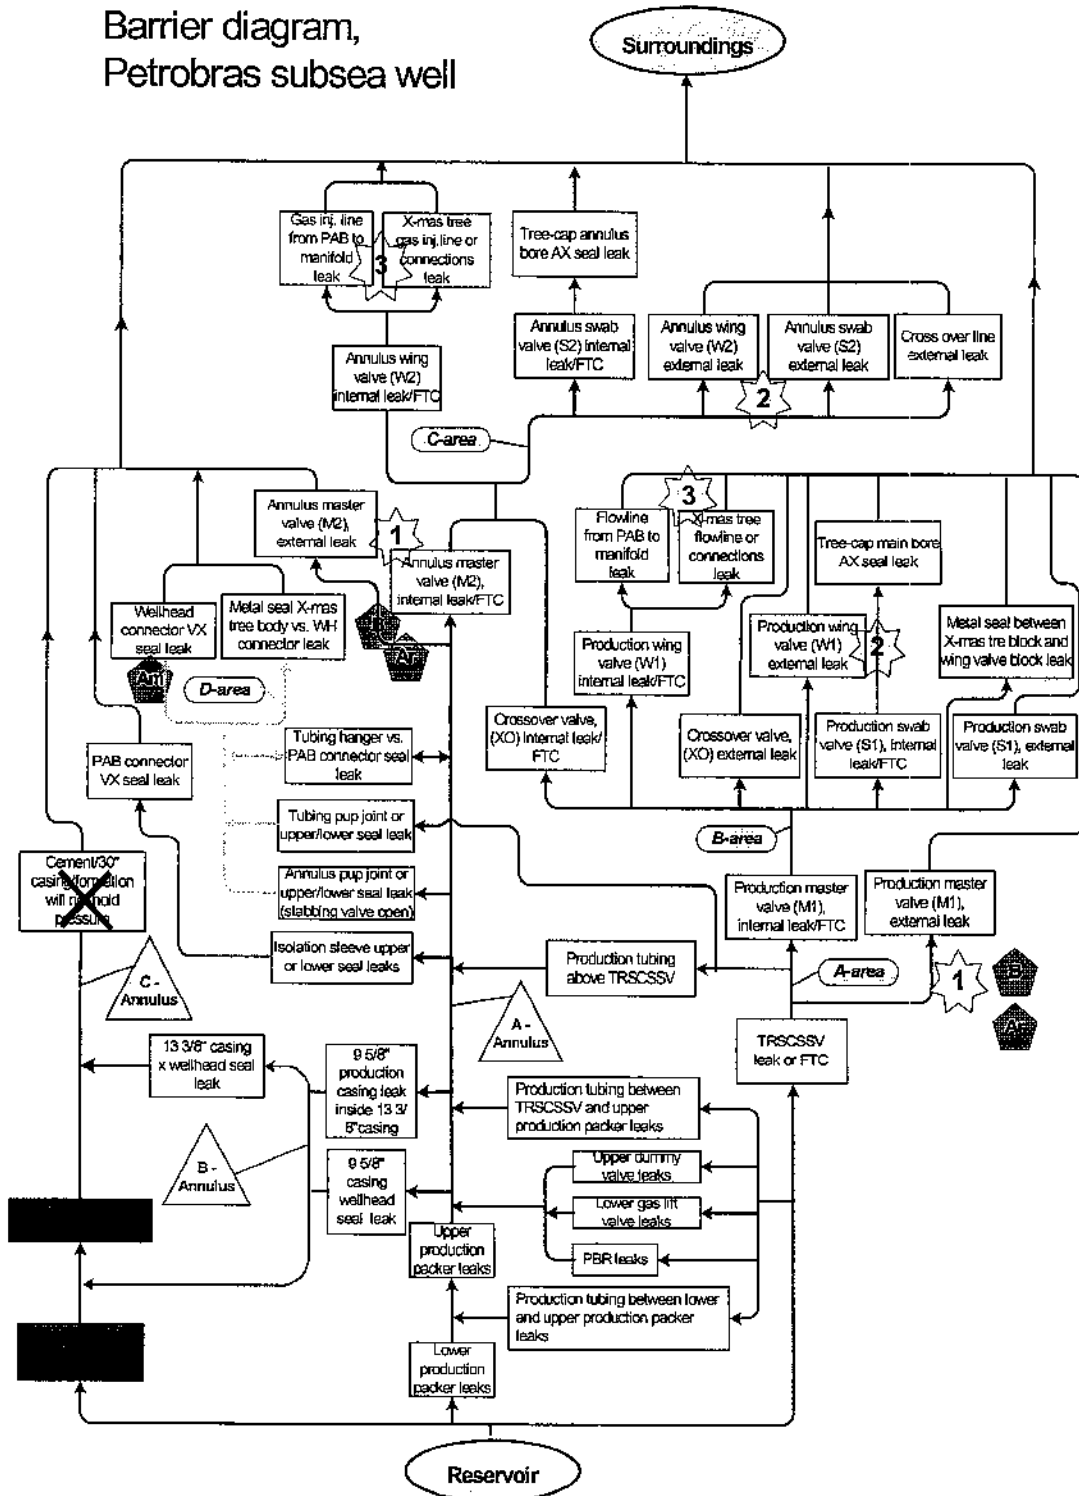 Barrier diagram,
Petrobras subsea well
Surroundings
Gas inj. line
from PAB to
manifold
leak
X-mas tree
gas inj.line or
connections
leak
3
Tree-cap annulus
bore AX seal leak
Annulus wing
valve (W2)
internal leak/FTC
Annulus swab
valve (S2) internal
leak/FTC
Annulus wing
valve (W2)
external leak
Annulus swab
valve (S2)
external leak
Cross over line
external leak
2
C-area
Annulus master
valve (M2),
external leak
1
Annulus master
valve (M2),
internal leak/FTC
3
Flowline
from PAB to
manifold
leak
X-mas tree
flowline or
connections
leak
Tree-cap main bore
AX seal leak
Wellhead
connector VX
seal leak
Metal seal X-mas
tree body vs. WH
connector leak
B
Ar
Am
D-area
Production wing
valve (W1)
internal leak/FTC
Production wing
valve (W1)
external leak
2
Metal seal between
X-mas tre block and
wing valve block leak
PAB connector
VX seal leak
Tubing hanger vs.
PAB connector seal
leak
Crossover valve,
(XO) internal leak/
FTC
Crossover valve,
(XO) external leak
Production swab
valve (S1), internal
leak/FTC
Production swab
valve (S1), external
leak
Tubing pup joint or
upper/lower seal leak
B-area
Cement/30"
casing/formation
will not hold
pressure
Annulus pup joint or
upper/lower seal leak
(stabbing valve open)
Production master
valve (M1),
internal leak/FTC
Production master
valve (M1),
external leak
Isolation sleeve upper
or lower seal leaks
Production tubing
above TRSCSSV
A-area
1
B
Ar
C -
Annulus
A -
Annulus
TRSCSSV
leak or FTC
13 3/8" casing
x wellhead seal
leak
9 5/8"
production
casing leak
inside 13 3/
8"casing
Production tubing between
TRSCSSV and upper
production packer leaks
B -
Annulus
9 5/8"
casing wellhead
seal leak
Upper dummy
valve leaks
Lower gas lift
valve leaks
PBR leaks
Upper
production
packer leaks
Production tubing between lower
and upper production packer
leaks
Lower
production
packer leaks
Reservoir